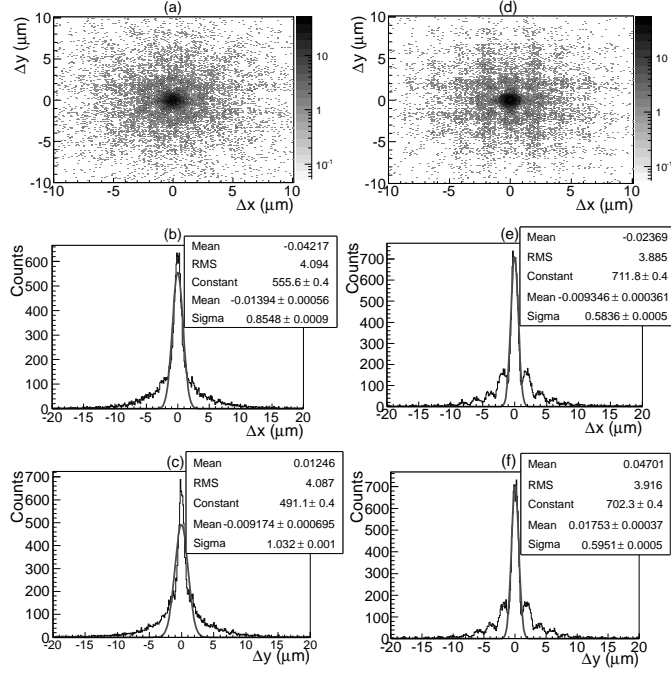 (a)
Δy (μm)
10
5
0
-5
-10
-10 -5 0 5 10
Δx (μm)
10
1
10⁻¹
(d)
Δy (μm)
10
5
0
-5
-10
-10 -5 0 5 10
Δx (μm)
10
1
10⁻¹
(b)
Counts
600
500
400
300
200
100
0
-20 -15 -10 -5 0 5 10 15 20
Δx (μm)
Mean -0.04217
RMS 4.094
Constant 555.6 ± 0.4
Mean -0.01394 ± 0.00056
Sigma 0.8548 ± 0.0009
(e)
Counts
700
600
500
400
300
200
100
0
-20 -15 -10 -5 0 5 10 15 20
Δx (μm)
Mean -0.02369
RMS 3.885
Constant 711.8 ± 0.4
Mean -0.009346 ± 0.000361
Sigma 0.5836 ± 0.0005
(c)
Counts
700
600
500
400
300
200
100
0
-20 -15 -10 -5 0 5 10 15 20
Δy (μm)
Mean 0.01246
RMS 4.087
Constant 491.1 ± 0.4
Mean -0.009174 ± 0.000695
Sigma 1.032 ± 0.001
(f)
Counts
700
600
500
400
300
200
100
0
-20 -15 -10 -5 0 5 10 15 20
Δy (μm)
Mean 0.04701
RMS 3.916
Constant 702.3 ± 0.4
Mean 0.01753 ± 0.00037
Sigma 0.5951 ± 0.0005